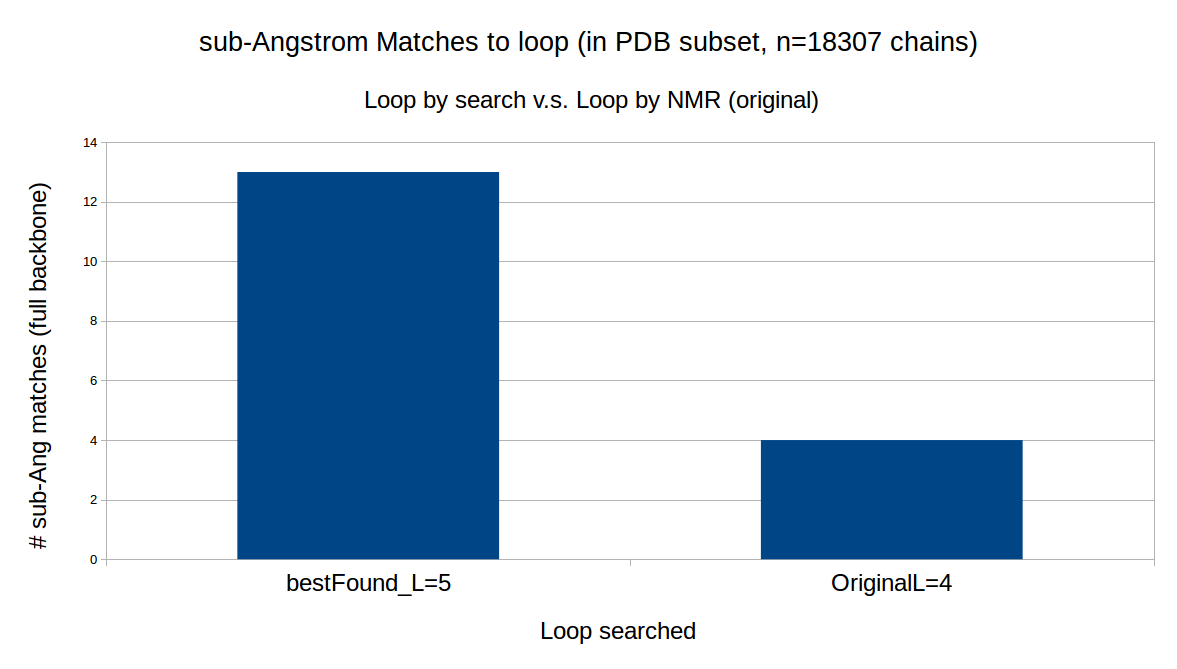 sub-Angstrom Matches to loop (in PDB subset, n=18307 chains)
Loop by search v.s. Loop by NMR (original)
# sub-Ang matches (full backbone)
14
12
10
8
6
4
2
0
bestFound_L=5
OriginalL=4
Loop searched